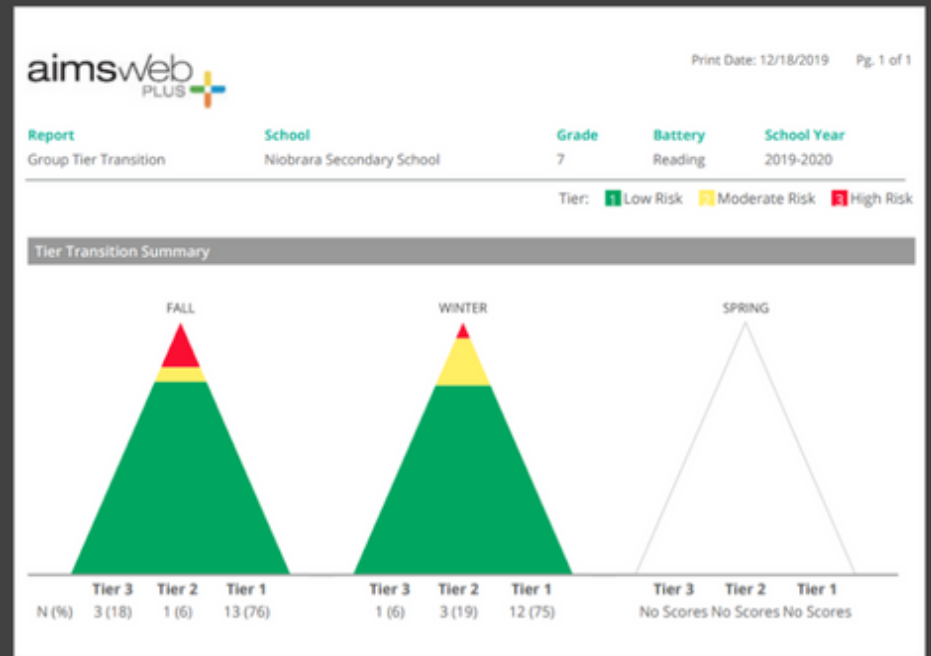 aimsweb
PLUS
Print Date: 12/18/2019 Pg. 1 of 1
Report School Grade Battery School Year
Group Tier Transition Niobrara Secondary School 7 Reading 2019-2020
Tier: 1 Low Risk 2 Moderate Risk 3 High Risk
Tier Transition Summary
FALL WINTER SPRING
Tier 3 Tier 2 Tier 1 Tier 3 Tier 2 Tier 1 Tier 3 Tier 2 Tier 1
N (%) 3 (18) 1 (6) 13 (76) 1 (6) 3 (19) 12 (75) No Scores No Scores No Scores